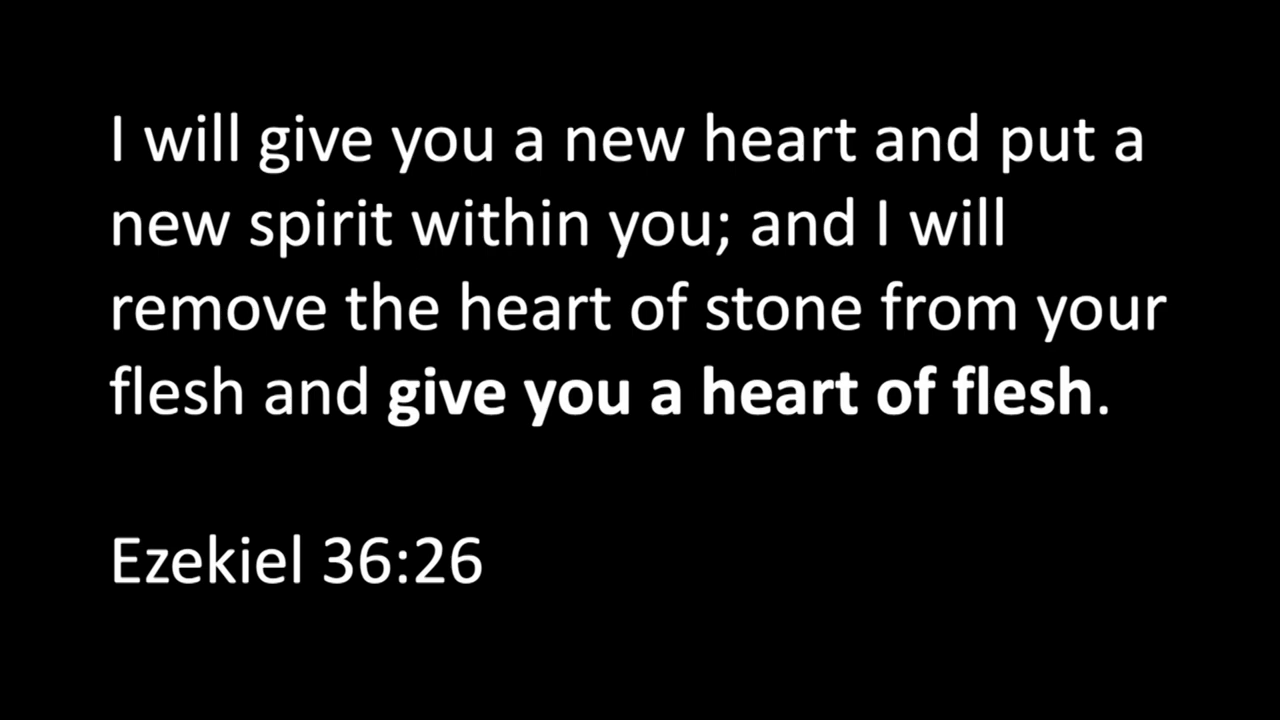 I will give you a new heart and put a
new spirit within you; and I will
remove the heart of stone from your
flesh and give you a heart of flesh.
Ezekiel 36:26